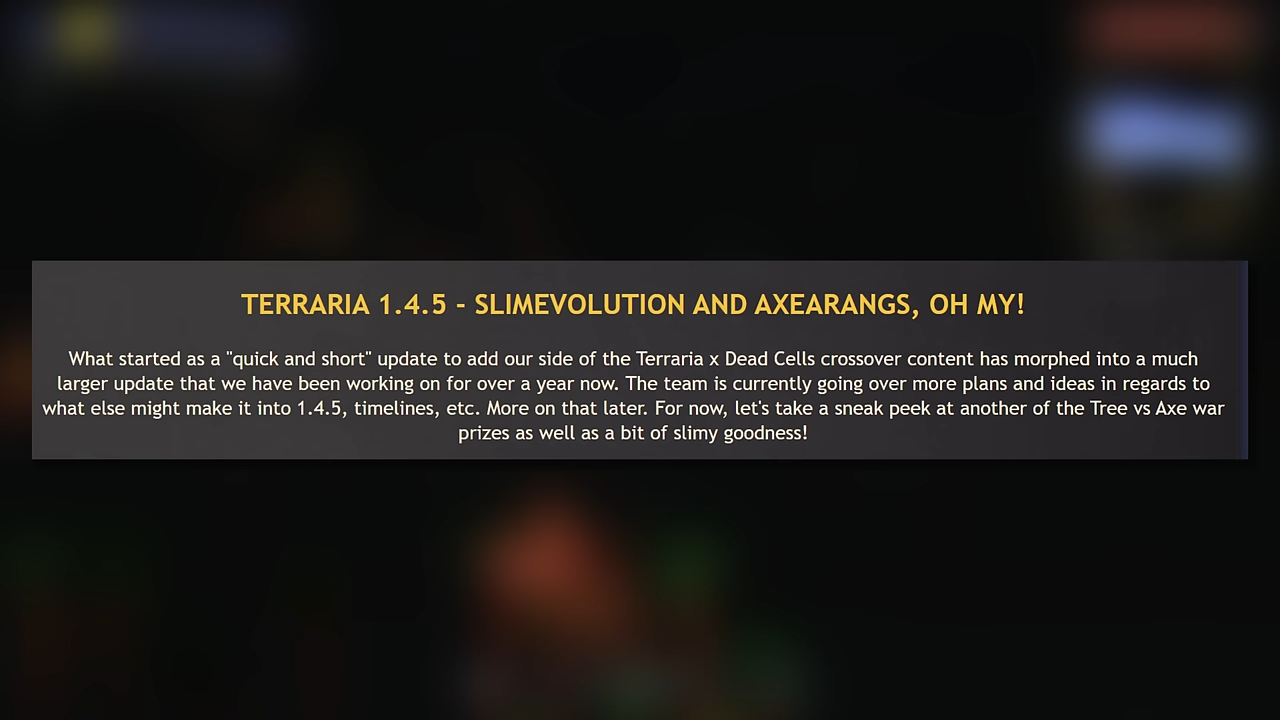 TERRARIA 1.4.5 - SLIMEVOLUTION AND AXEARANGS, OH MY!
What started as a "quick and short" update to add our side of the Terraria x Dead Cells crossover content has morphed into a much
larger update that we have been working on for over a year now. The team is currently going over more plans and ideas in regards to
what else might make it into 1.4.5, timelines, etc. More on that later. For now, let's take a sneak peek at another of the Tree vs Axe war
prizes as well as a bit of slimy goodness!